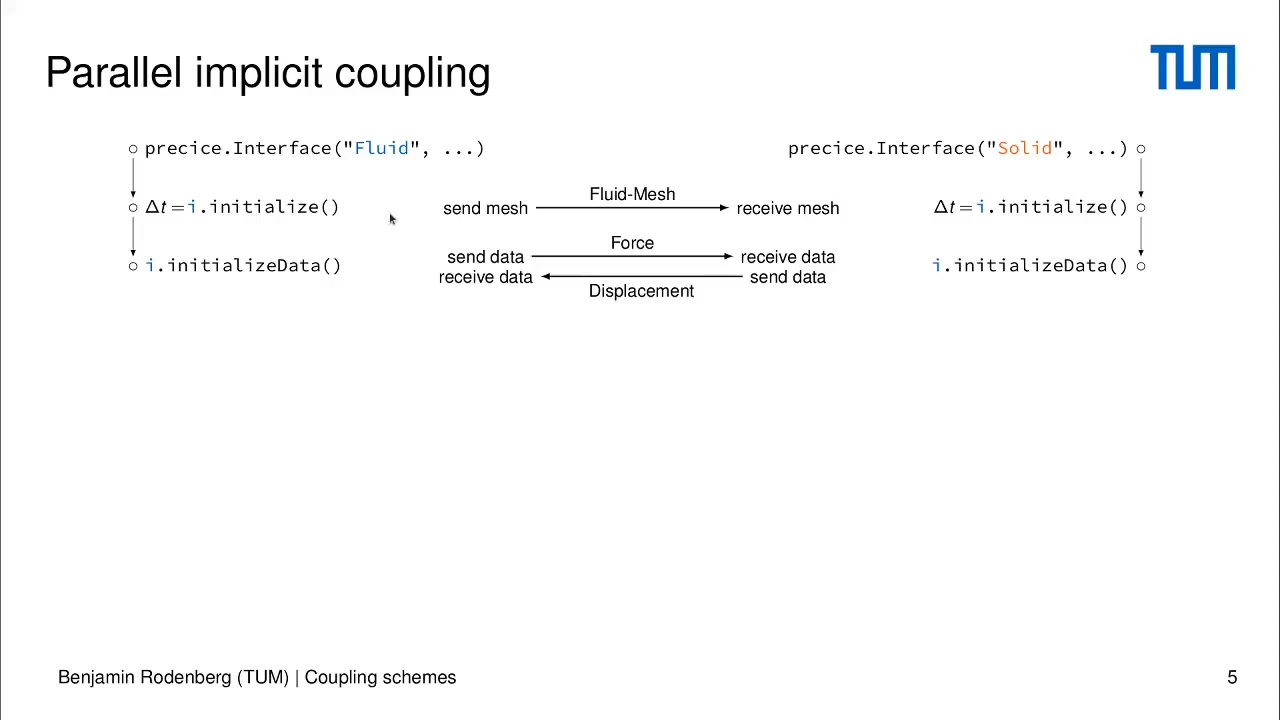 Parallel implicit coupling
TUM
precice.Interface("Fluid", ...)
precice.Interface("Solid", ...)
Δt=i.initialize()
send mesh
Fluid-Mesh
receive mesh
Δt=i.initialize()
i.initializeData()
send data
Force
receive data
receive data
Displacement
send data
i.initializeData()
Benjamin Rodenberg (TUM) | Coupling schemes
5